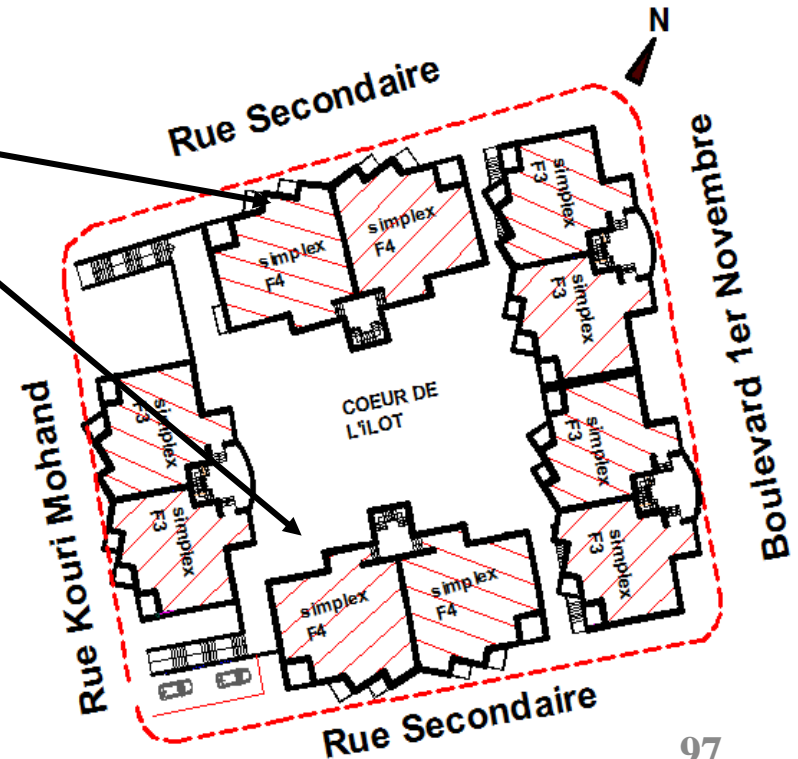 N
Rue Secondaire
Boulevard 1er Novembre
simplex
F3
simplex
F4
simplex
F4
simplex
F3
COEUR DE
L'ILOT
simplex
F3
simplex
F3
Rue Kouri Mohand
simplex
F3
simplex
F3
simplex
F4
simplex
F4
Rue Secondaire
97